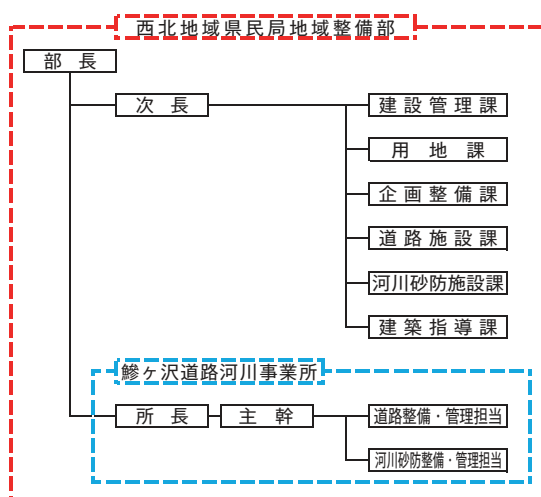 西北地域県民局地域整備部
部長
次長
建設管理課
用地課
企画整備課
道路施設課
河川砂防施設課
建築指導課
鰺ヶ沢道路河川事業所
所長
主幹
道路整備・管理担当
河川砂防整備・管理担当